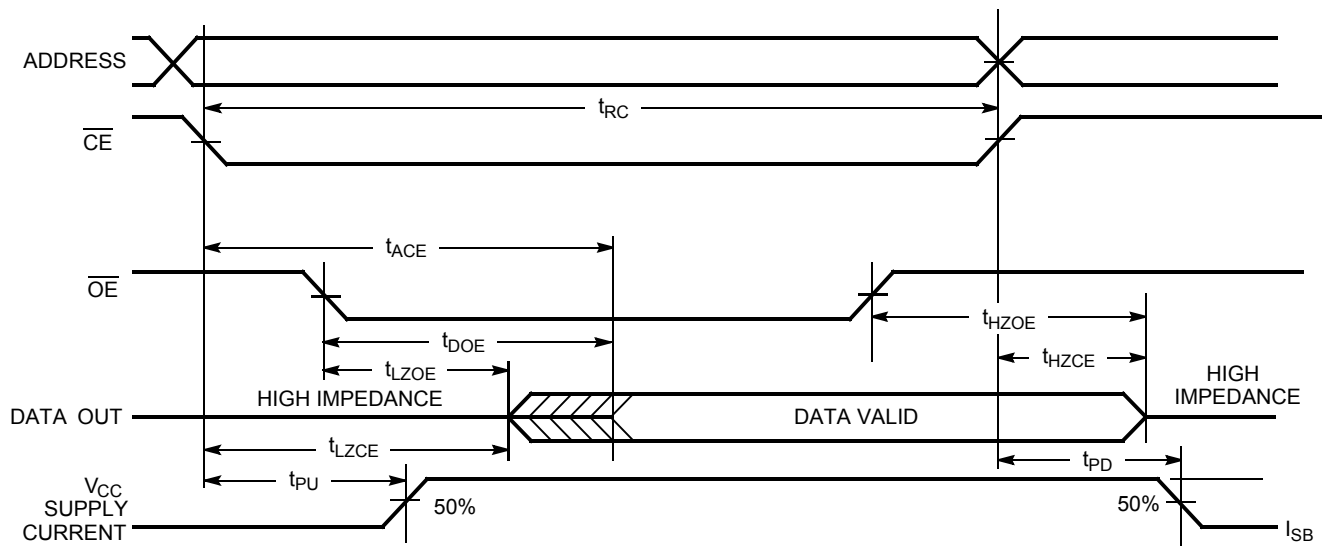 ADDRESS
tRC
CE
tACE
OE
tHZOE
tDOE
tHZCE
tLZOE
HIGH IMPEDANCE
HIGH
IMPEDANCE
DATA OUT
DATA VALID
tLZCE
tPD
tPU
VCC
SUPPLY
CURRENT
50%
50%
ISB